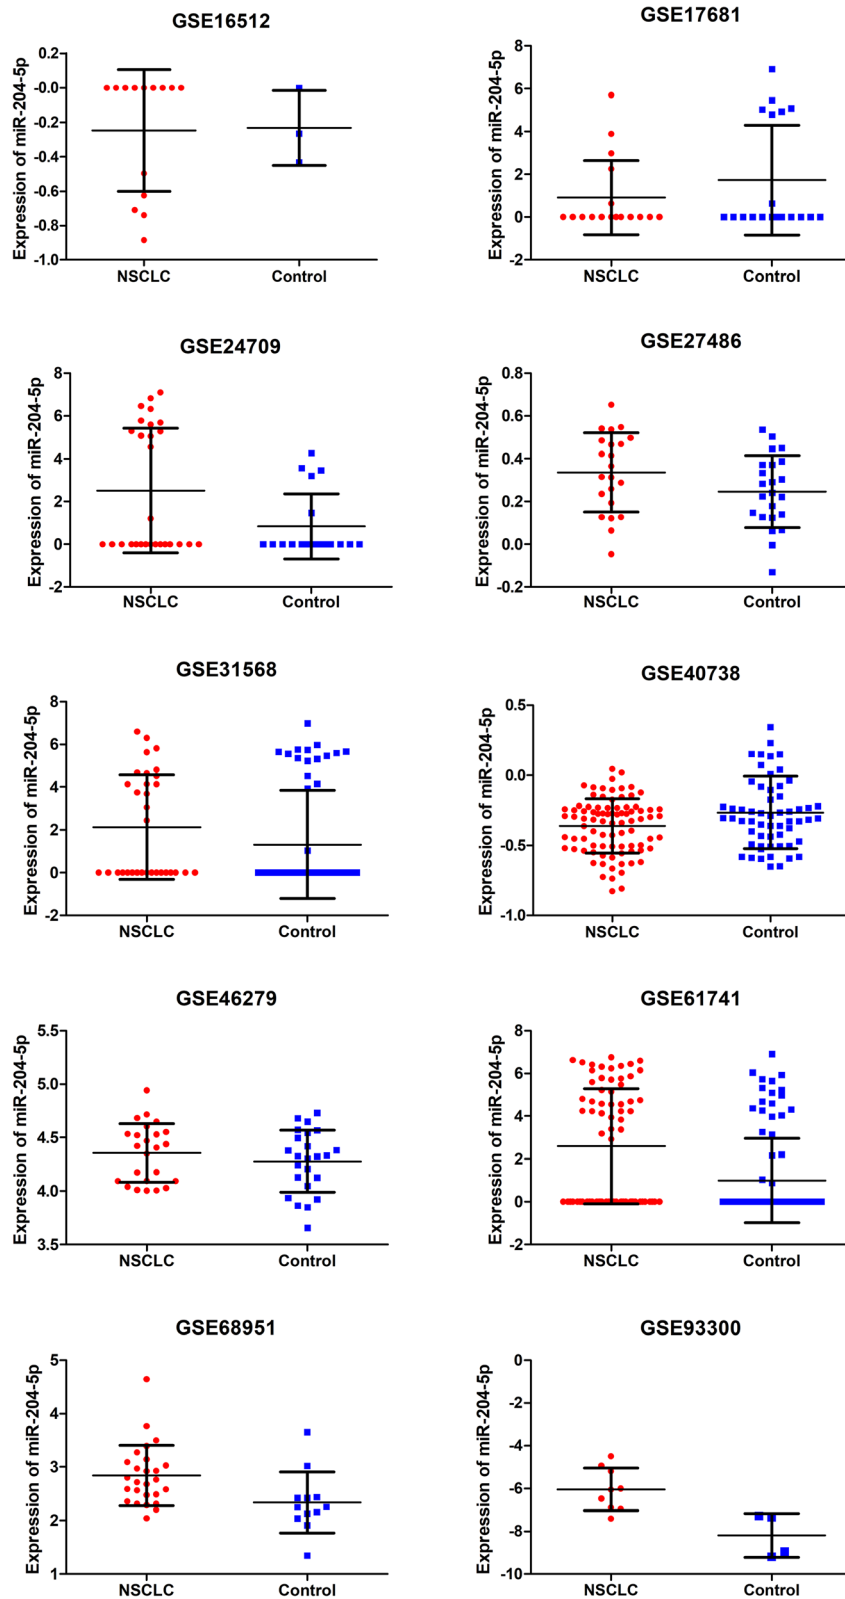 GSE16512
Expression of miR-204-5p
0.2
-0.0
-0.2
-0.4
-0.6
-0.8
-1.0
NSCLC Control
GSE17681
Expression of miR-204-5p
8
6
4
2
0
-2
NSCLC Control
GSE24709
Expression of miR-204-5p
8
6
4
2
0
-2
NSCLC Control
GSE27486
Expression of miR-204-5p
0.8
0.6
0.4
0.2
0.0
-0.2
NSCLC Control
GSE31568
Expression of miR-204-5p
8
6
4
2
0
-2
NSCLC Control
GSE40738
Expression of miR-204-5p
0.5
0.0
-0.5
-1.0
NSCLC Control
GSE46279
Expression of miR-204-5p
5.5
5.0
4.5
4.0
3.5
NSCLC Control
GSE61741
Expression of miR-204-5p
8
6
4
2
0
-2
NSCLC Control
GSE68951
Expression of miR-204-5p
5
4
3
2
1
NSCLC Control
GSE93300
Expression of miR-204-5p
0
-2
-4
-6
-8
-10
NSCLC Control